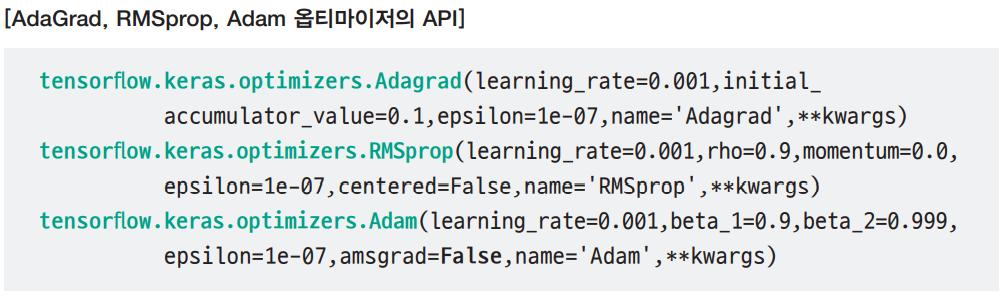 [AdaGrad, RMSprop, Adam 옵티마이저의 API]
tensorflow.keras.optimizers.Adagrad(learning_rate=0.001,initial_
accumulator_value=0.1,epsilon=1e-07,name='Adagrad',**kwargs)
tensorflow.keras.optimizers.RMSprop(learning_rate=0.001,rho=0.9,momentum=0.0,
epsilon=1e-07,centered=False,name='RMSprop',**kwargs)
tensorflow.keras.optimizers.Adam(learning_rate=0.001,beta_1=0.9,beta_2=0.999,
epsilon=1e-07,amsgrad=False,name='Adam',**kwargs)